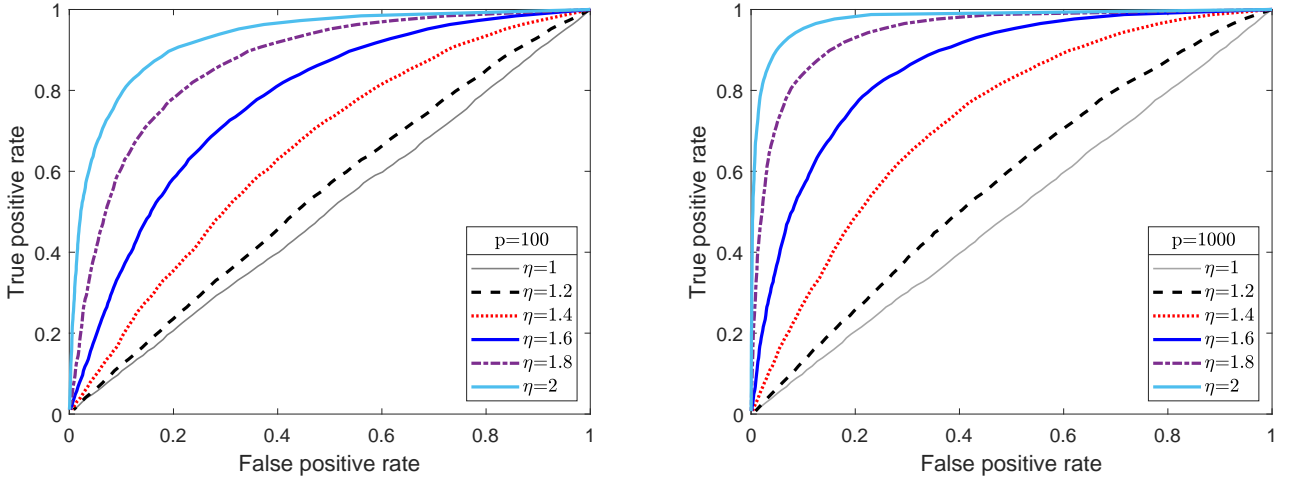 1
0.8
0.6
0.4
0.2
0
0 0.2 0.4 0.6 0.8 1
True positive rate
False positive rate
p=100
η=1
η=1.2
η=1.4
η=1.6
η=1.8
η=2
1
0.8
0.6
0.4
0.2
0
0 0.2 0.4 0.6 0.8 1
True positive rate
False positive rate
p=1000
η=1
η=1.2
η=1.4
η=1.6
η=1.8
η=2